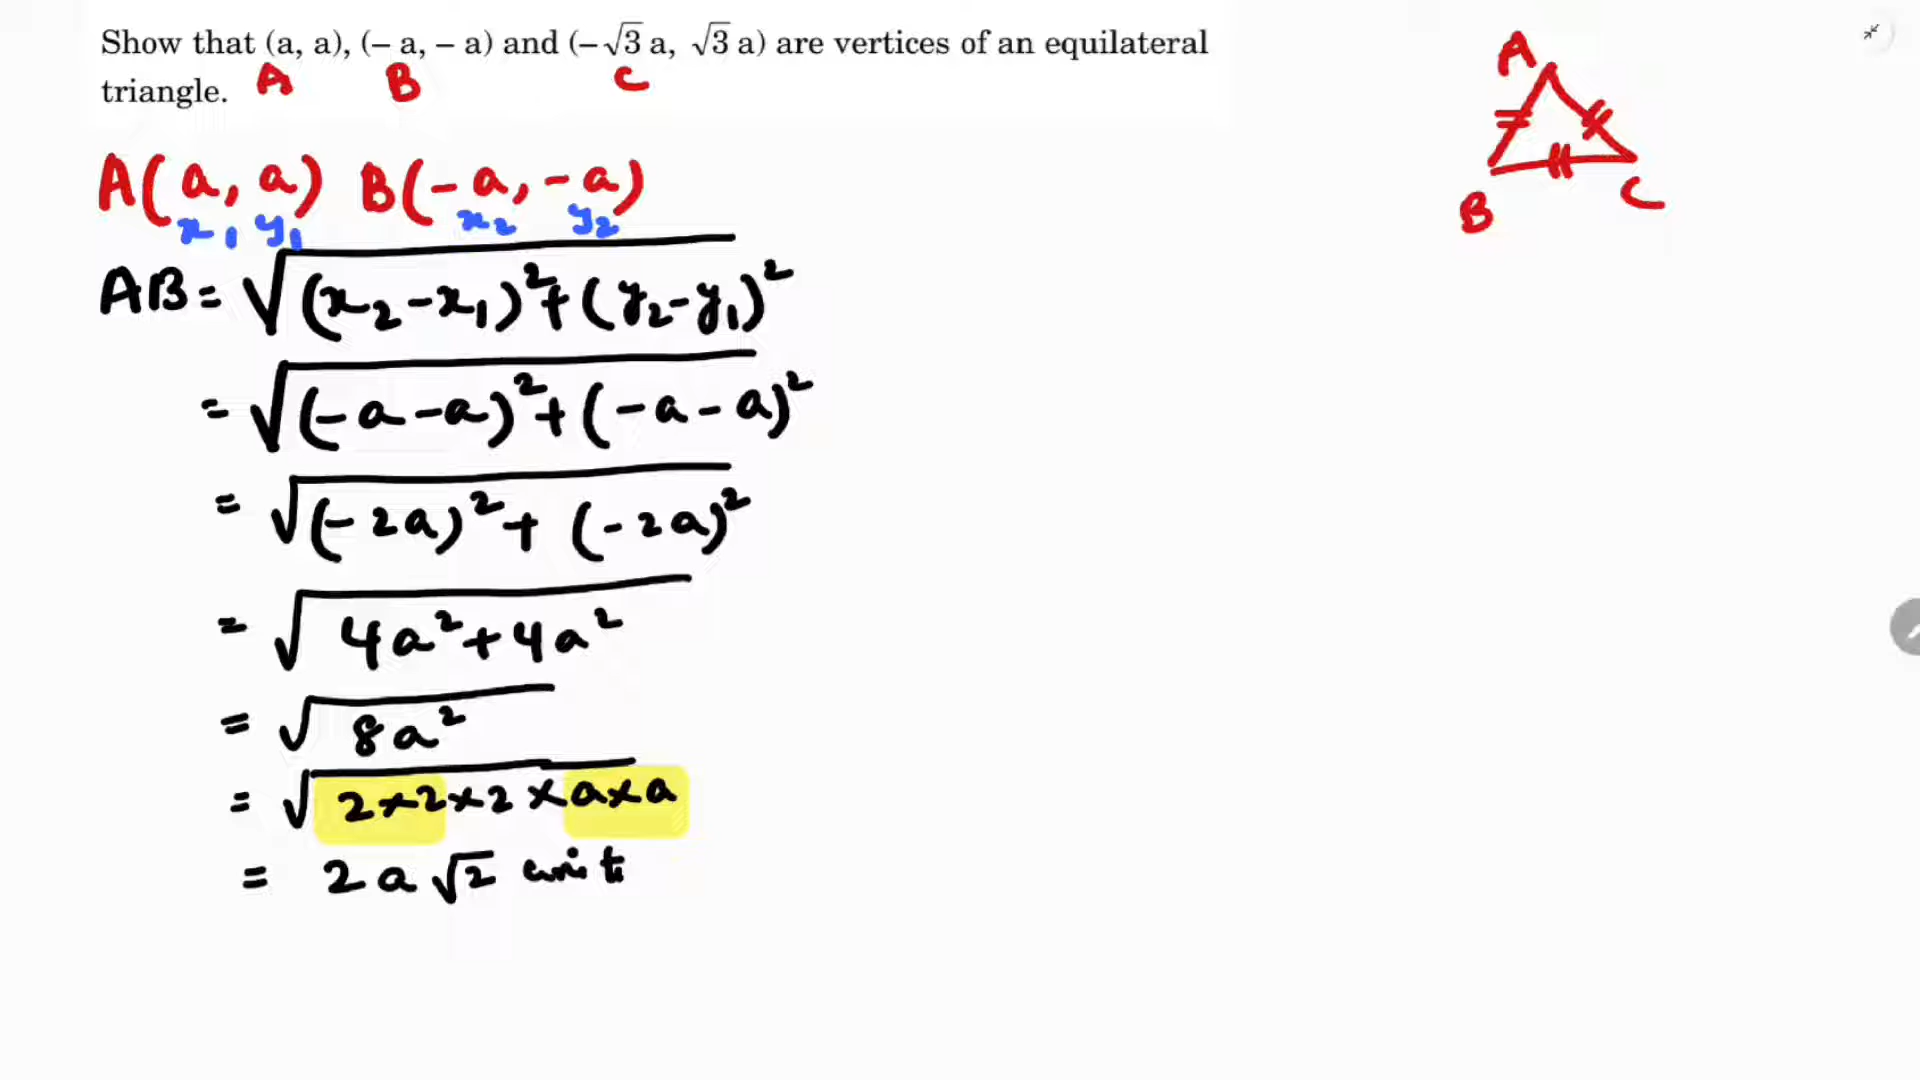 Show that (a, a), (– a, – a) and (–√3 a, √3 a) are vertices of an equilateral
triangle.
A B C
A
B C
A(a, a) B(-a, -a)
x₁ y₁ x₂ y₂
AB = √(x₂-x₁)²+(y₂-y₁)²
= √(-a-a)²+(-a-a)²
= √(-2a)²+(-2a)²
= √4a²+4a²
= √8a²
= √2×2×2×a×a
= 2a√2 unit